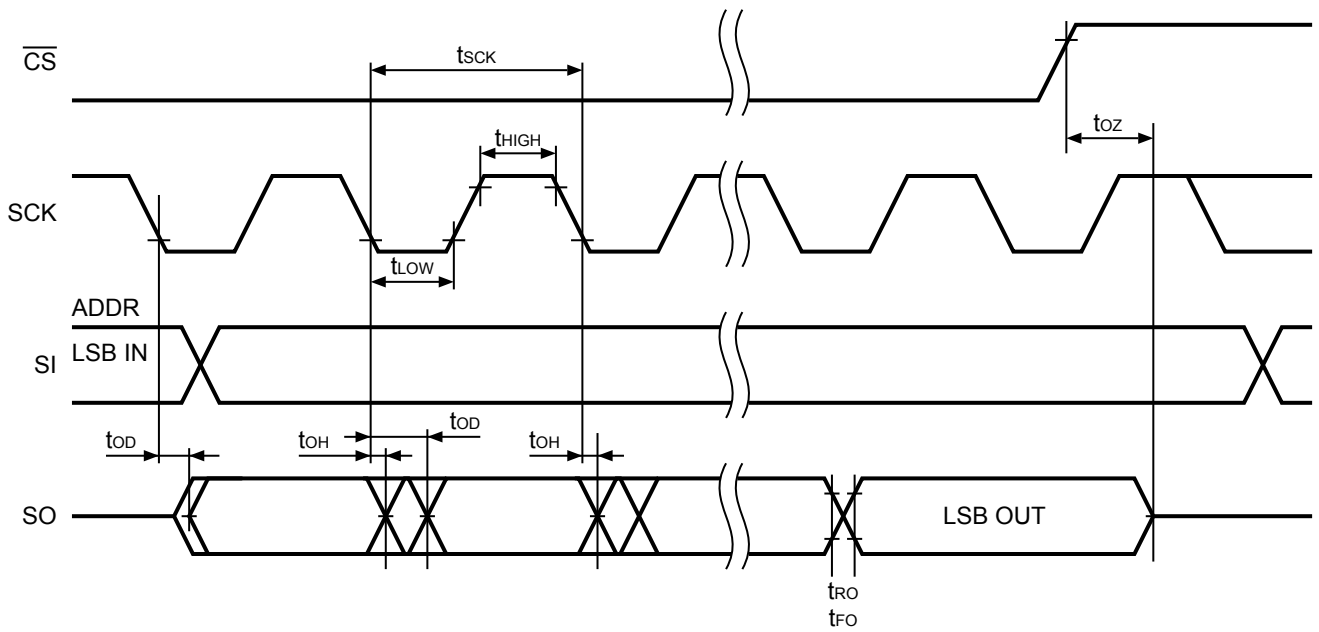 CS
tSCK
tHIGH
tOZ
SCK
tLOW
ADDR
LSB IN
SI
tOD
tOH
tOD
tOH
SO
LSB OUT
tRO
tFO